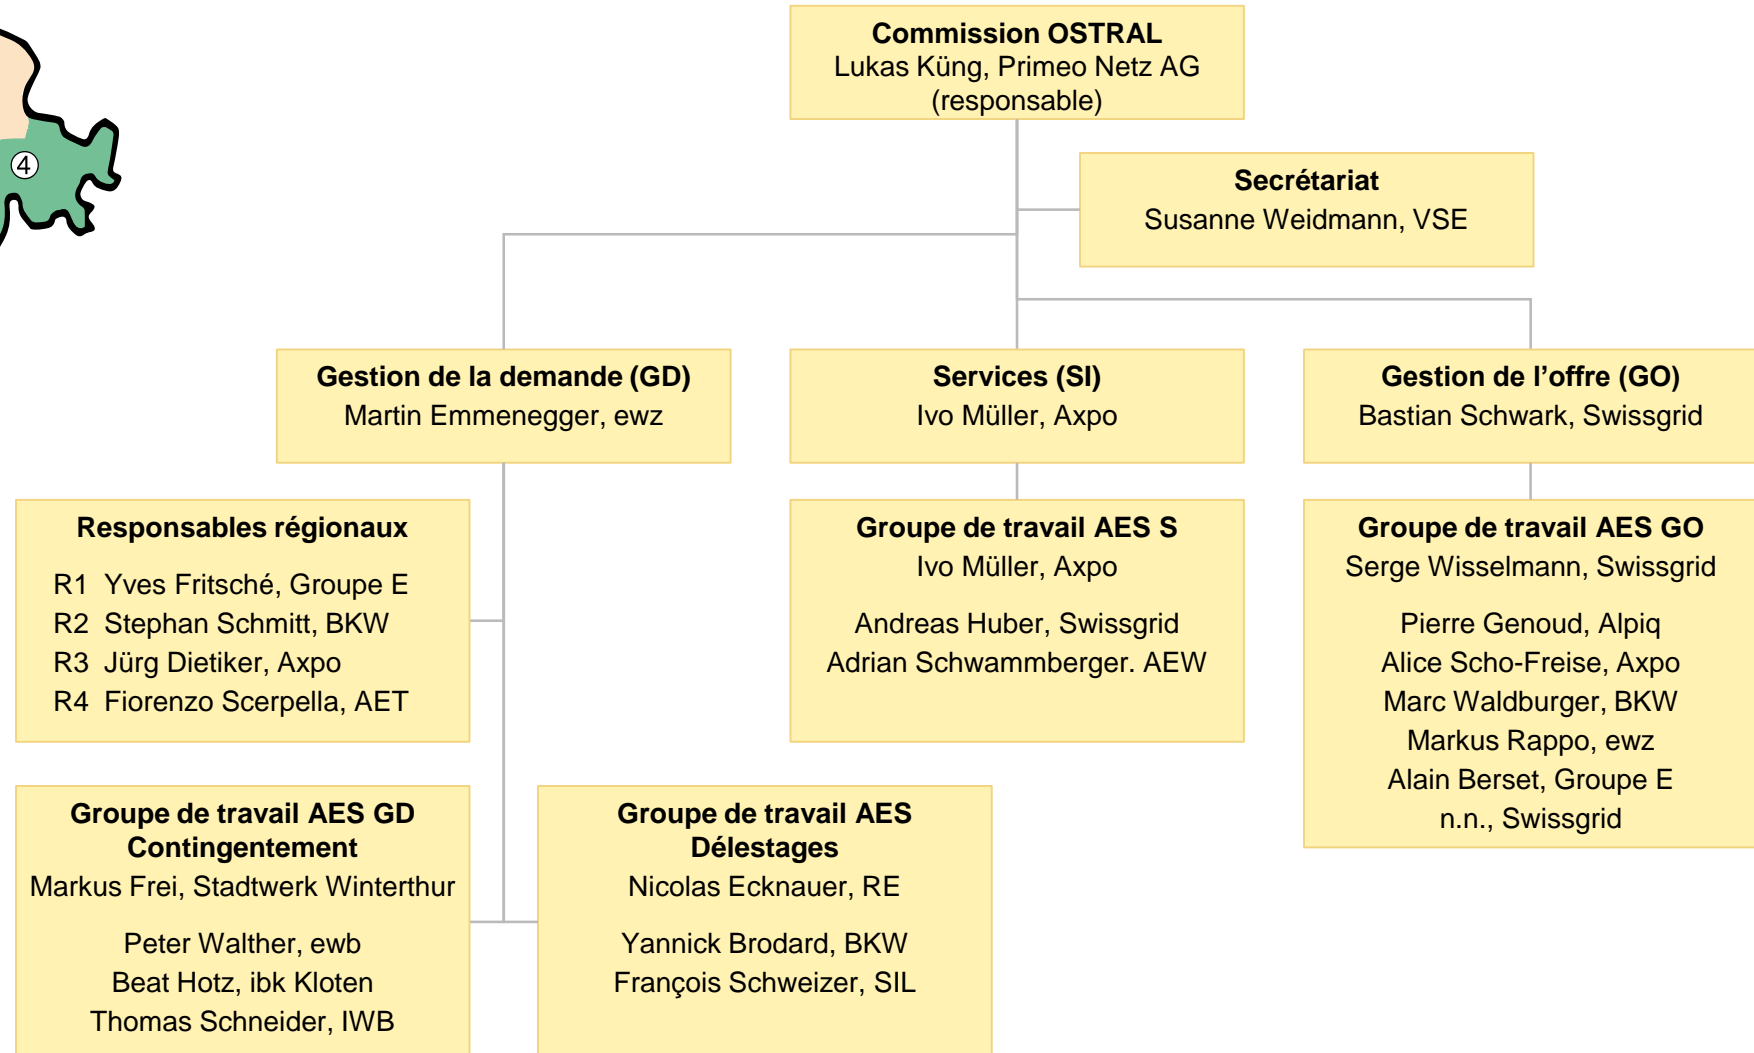 Commission OSTRAL
Lukas Küng, Primeo Netz AG
(responsable)
4
Secrétariat
Susanne Weidmann, VSE
Gestion de la demande (GD)
Martin Emmenegger, ewz
Services (SI)
Ivo Müller, Axpo
Gestion de l’offre (GO)
Bastian Schwark, Swissgrid
Responsables régionaux
R1 Yves Fritsché, Groupe E
R2 Stephan Schmitt, BKW
R3 Jürg Dietiker, Axpo
R4 Fiorenzo Scerpella, AET
Groupe de travail AES S
Ivo Müller, Axpo
Andreas Huber, Swissgrid
Adrian Schwammberger. AEW
Groupe de travail AES GO
Serge Wisselmann, Swissgrid
Pierre Genoud, Alpiq
Alice Scho-Freise, Axpo
Marc Waldburger, BKW
Markus Rappo, ewz
Alain Berset, Groupe E
n.n., Swissgrid
Groupe de travail AES GD
Contingentement
Markus Frei, Stadtwerk Winterthur
Peter Walther, ewb
Beat Hotz, ibk Kloten
Thomas Schneider, IWB
Groupe de travail AES
Délestages
Nicolas Ecknauer, RE
Yannick Brodard, BKW
François Schweizer, SIL